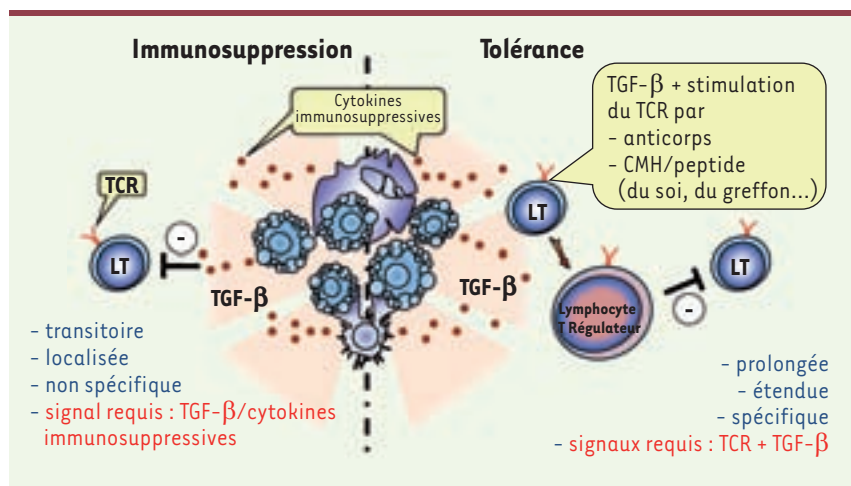 Immunosuppression
Tolérance
Cytokines
immunosuppressives
TGF-β + stimulation
du TCR par
- anticorps
- CMH/peptide
(du soi, du greffon...)
TCR
LT
-
TGF-β
- transitoire
- localisée
- non spécifique
- signal requis : TGF-β/cytokines
immunosuppressives
LT
TGF-β
Lymphocyte
T Régulateur
-
LT
- prolongée
- étendue
- spécifique
- signaux requis : TCR + TGF-β